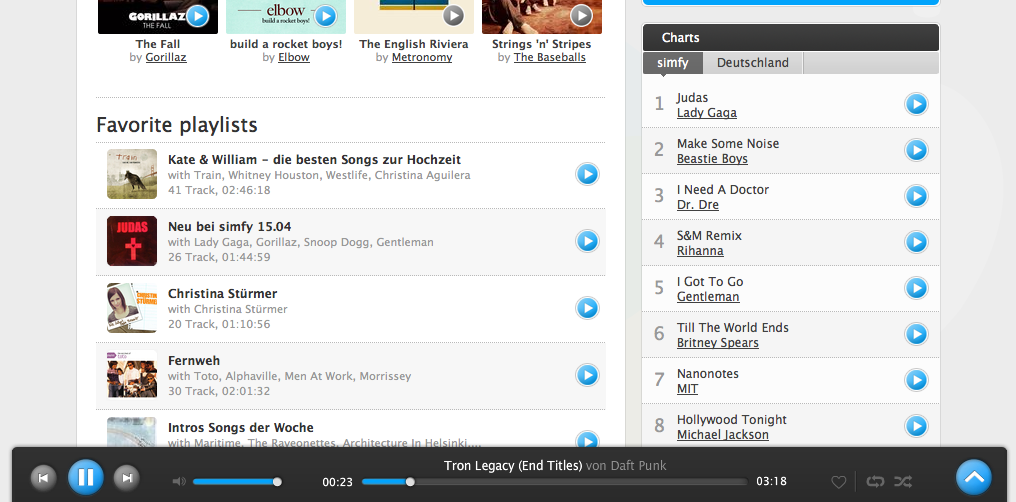 GORILLAZ
THE FALL
elbow
build a rocket boys!
The Fall
by Gorillaz
build a rocket boys!
by Elbow
The English Riviera
by Metronomy
Strings 'n' Stripes
by The Baseballs
Favorite playlists
Train
Kate & William – die besten Songs zur Hochzeit
with Train, Whitney Houston, Westlife, Christina Aguilera
41 Track, 02:46:18
JUDAS
Neu bei simfy 15.04
with Lady Gaga, Gorillaz, Snoop Dogg, Gentleman
26 Track, 01:44:59
Christina Stürmer
with Christina Stürmer
20 Track, 01:10:56
Fernweh
with Toto, Alphaville, Men At Work, Morrissey
30 Track, 02:01:32
Intros Songs der Woche
with Maritime, The Raveonettes, Architecture In Helsinki,...
Charts
simfy
Deutschland
1 Judas
Lady Gaga
2 Make Some Noise
Beastie Boys
3 I Need A Doctor
Dr. Dre
4 S&M Remix
Rihanna
5 I Got To Go
Gentleman
6 Till The World Ends
Britney Spears
7 Nanonotes
MIT
8 Hollywood Tonight
Michael Jackson
Tron Legacy (End Titles) von Daft Punk
00:23
03:18